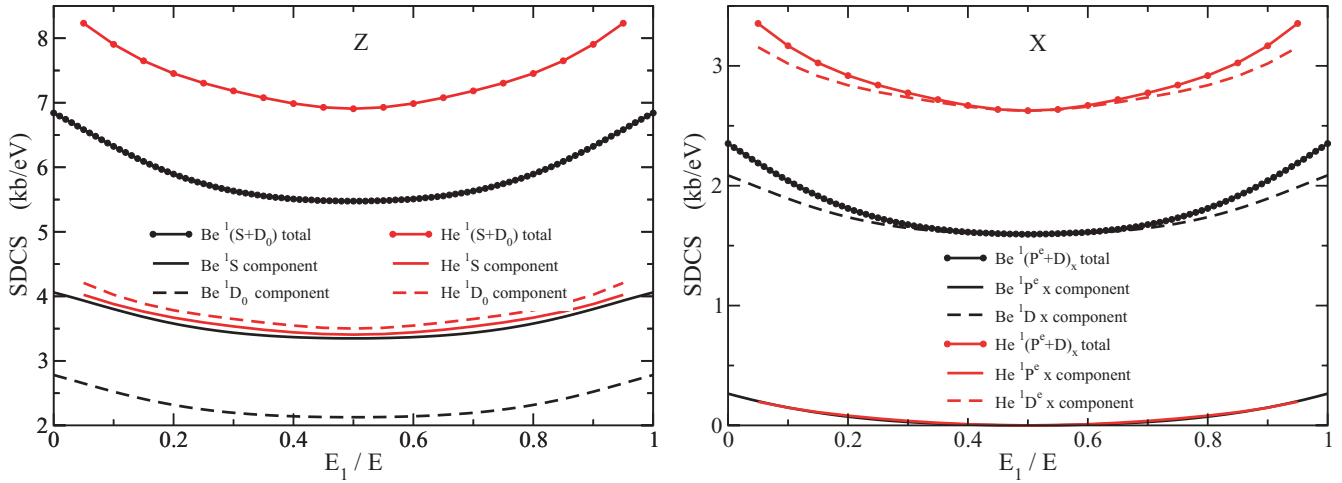 Z
8
7
6
5
4
3
2
SDCS (kb/eV)
Be ¹(S+D₀) total
Be ¹S component
Be ¹D₀ component
He ¹(S+D₀) total
He ¹S component
He ¹D₀ component
0 0.2 0.4 0.6 0.8 1
E₁ / E
X
3
2
1
0
SDCS (kb/eV)
Be ¹(Pᵉ+D)ₓ total
Be ¹Pᵉ x component
Be ¹D x component
He ¹(Pᵉ+D)ₓ total
He ¹Pᵉ x component
He ¹Dᵉ x component
0 0.2 0.4 0.6 0.8 1
E₁ / E